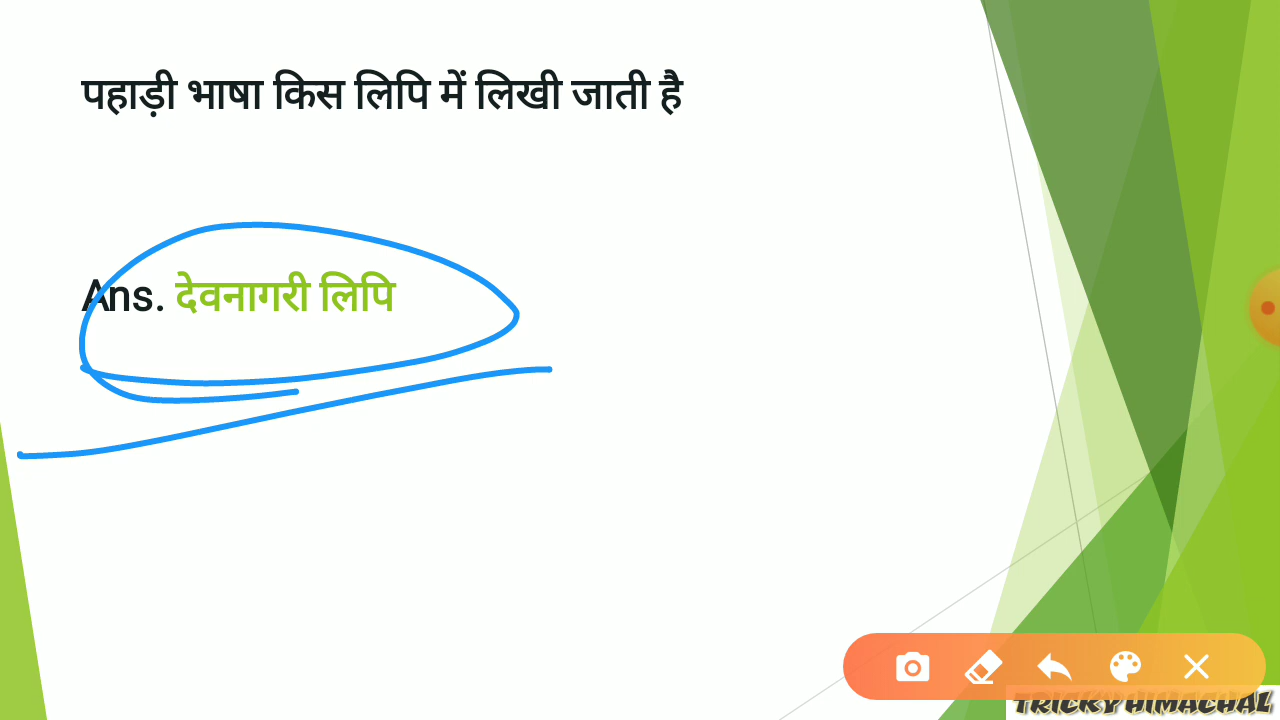 पहाड़ी भाषा किस लिपि में लिखी जाती है
Ans. देवनागरी लिपि
TRICKY HIMACHAL